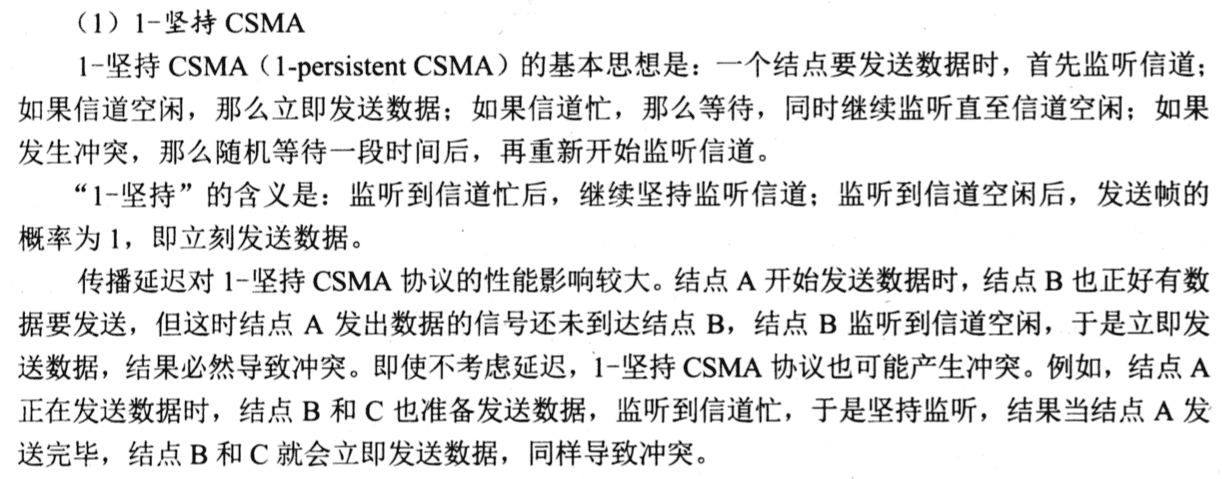 （1）1-坚持 CSMA
1-坚持 CSMA（1-persistent CSMA）的基本思想是：一个结点要发送数据时，首先监听信道；
如果信道空闲，那么立即发送数据；如果信道忙，那么等待，同时继续监听直至信道空闲；如果
发生冲突，那么随机等待一段时间后，再重新开始监听信道。
“1-坚持”的含义是：监听到信道忙后，继续坚持监听信道；监听到信道空闲后，发送帧的
概率为 1，即立刻发送数据。
传播延迟对 1-坚持 CSMA 协议的性能影响较大。结点 A 开始发送数据时，结点 B 也正好有数
据要发送，但这时结点 A 发出数据的信号还未到达结点 B，结点 B 监听到信道空闲，于是立即发
送数据，结果必然导致冲突。即使不考虑延迟，1-坚持 CSMA 协议也可能产生冲突。例如，结点 A
正在发送数据时，结点 B 和 C 也准备发送数据，监听到信道忙，于是坚持监听，结果当结点 A 发
送完毕，结点 B 和 C 就会立即发送数据，同样导致冲突。